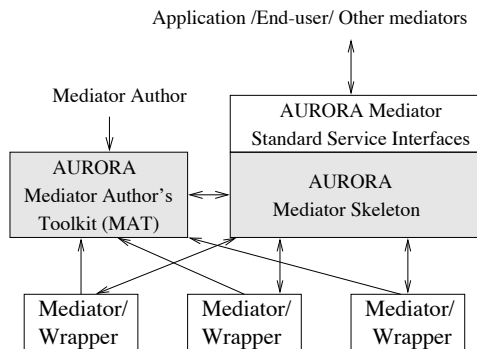 Application /End-user/ Other mediators
Mediator Author
AURORA Mediator
Standard Service Interfaces
AURORA
Mediator Author's
Toolkit (MAT)
AURORA
Mediator Skeleton
Mediator/
Wrapper
Mediator/
Wrapper
Mediator/
Wrapper